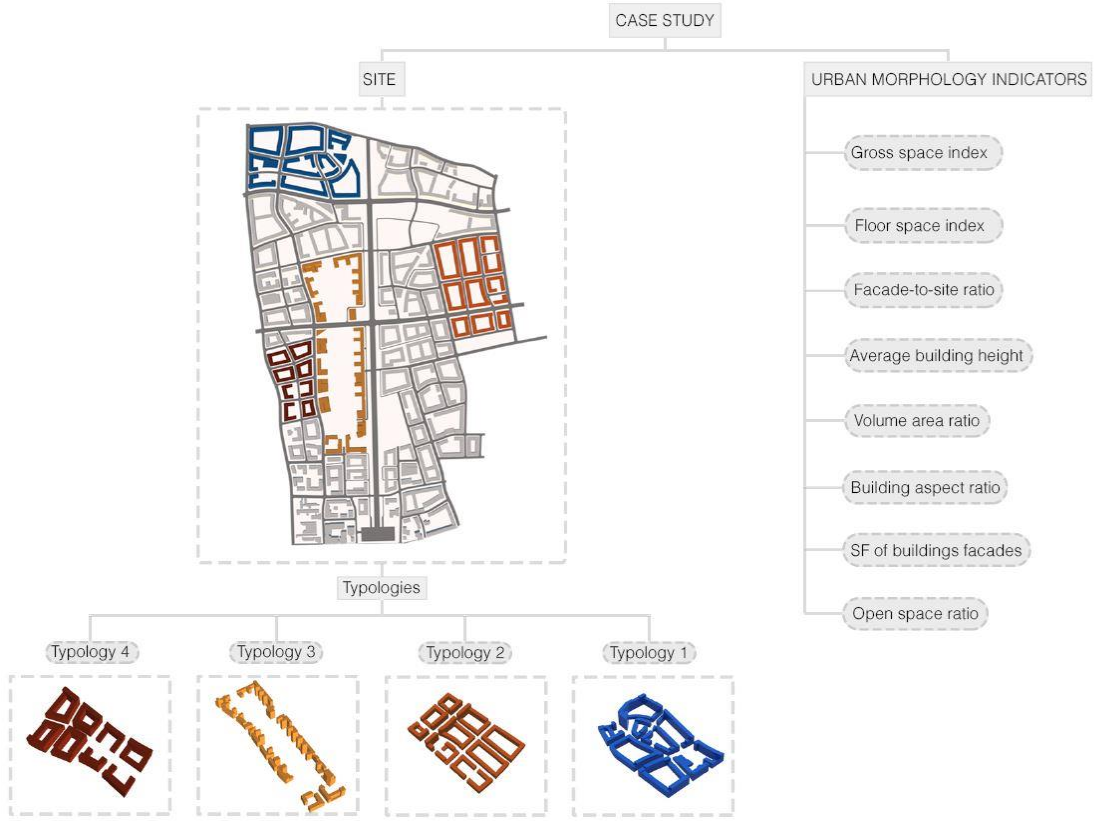 CASE STUDY
SITE
URBAN MORPHOLOGY INDICATORS
Gross space index
Floor space index
Facade-to-site ratio
Average building height
Volume area ratio
Building aspect ratio
SF of buildings facades
Open space ratio
Typologies
Typology 4
Typology 3
Typology 2
Typology 1